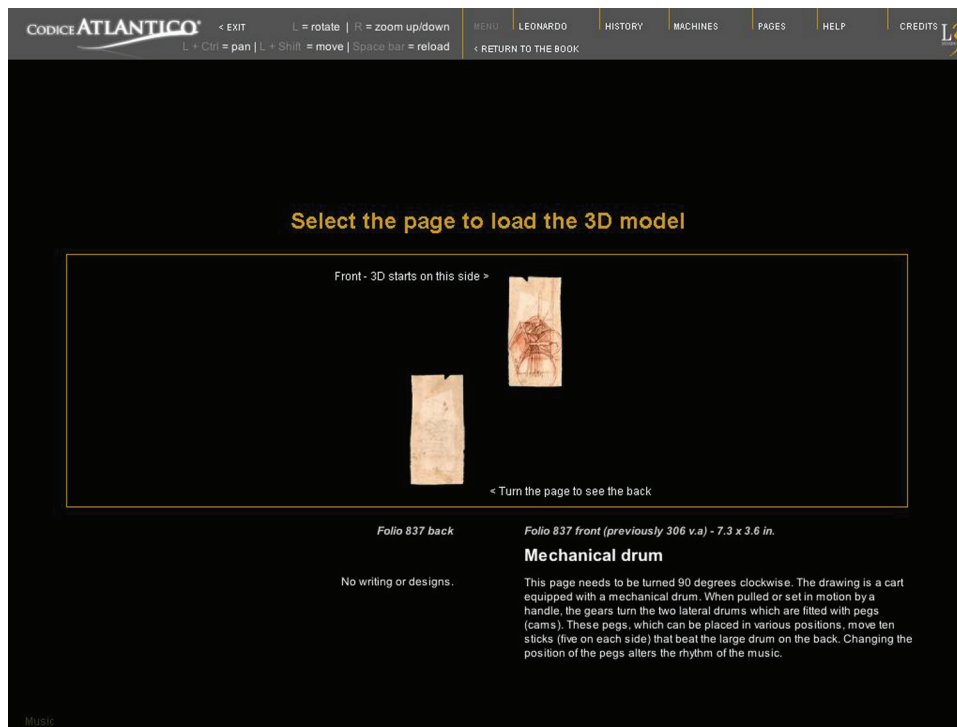 CODICE ATLANTICO®
< EXIT
L = rotate | R = zoom up/down
L + Ctrl = pan | L + Shift = move | Space bar = reload
MENU
LEONARDO
HISTORY
MACHINES
PAGES
HELP
CREDITS
< RETURN TO THE BOOK
Select the page to load the 3D model
Front - 3D starts on this side >
< Turn the page to see the back
Folio 837 back
No writing or designs.
Folio 837 front (previously 306 v.a) - 7.3 x 3.6 in.
Mechanical drum
This page needs to be turned 90 degrees clockwise. The drawing is a cart
equipped with a mechanical drum. When pulled or set in motion by a
handle, the gears turn the two lateral drums which are fitted with pegs
(cams). These pegs, which can be placed in various positions, move ten
sticks (five on each side) that beat the large drum on the back. Changing the
position of the pegs alters the rhythm of the music.
Music